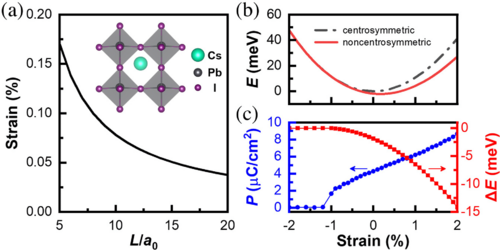 (a)
0.20
0.15
0.10
0.05
0.00
Strain (%)
Cs
Pb
I
5 10 15 20
L/a0
(b)
60
40
20
0
E (meV)
centrosymmetric
noncentrosymmetric
(c)
10
8
6
4
2
0
P (μC/cm2)
0
-5
-10
-15
ΔE (meV)
-2 -1 0 1 2
Strain (%)